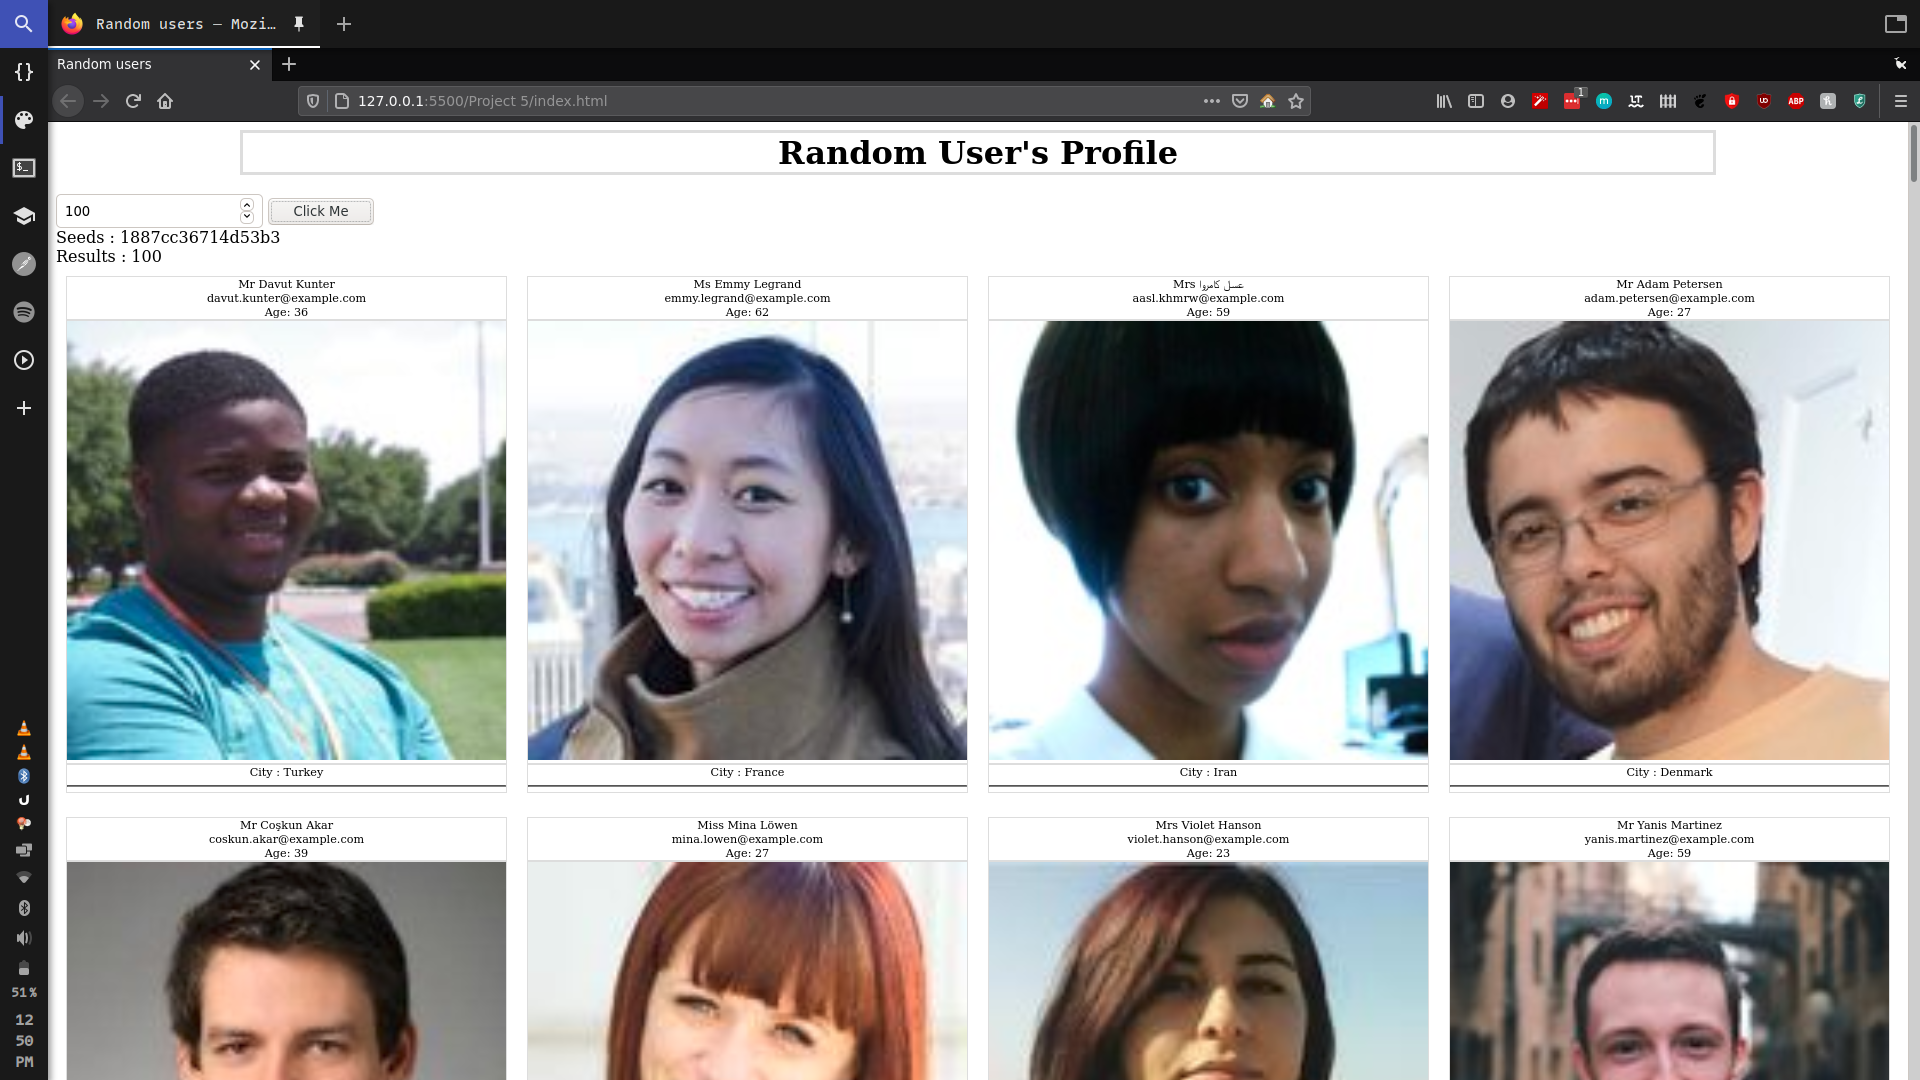 Random users — Mozi…
Random users
127.0.0.1:5500/Project 5/index.html
1
Random User's Profile
100
Click Me
Seeds : 1887cc36714d53b3
Results : 100
Mr Davut Kunter
davut.kunter@example.com
Age: 36
City : Turkey
Ms Emmy Legrand
emmy.legrand@example.com
Age: 62
City : France
Mrs عسل کامروا
aasl.khmrw@example.com
Age: 59
City : Iran
Mr Adam Petersen
adam.petersen@example.com
Age: 27
City : Denmark
Mr Coşkun Akar
coskun.akar@example.com
Age: 39
Miss Mina Löwen
mina.lowen@example.com
Age: 27
Mrs Violet Hanson
violet.hanson@example.com
Age: 23
Mr Yanis Martinez
yanis.martinez@example.com
Age: 59
ABP
51%
12
50
PM